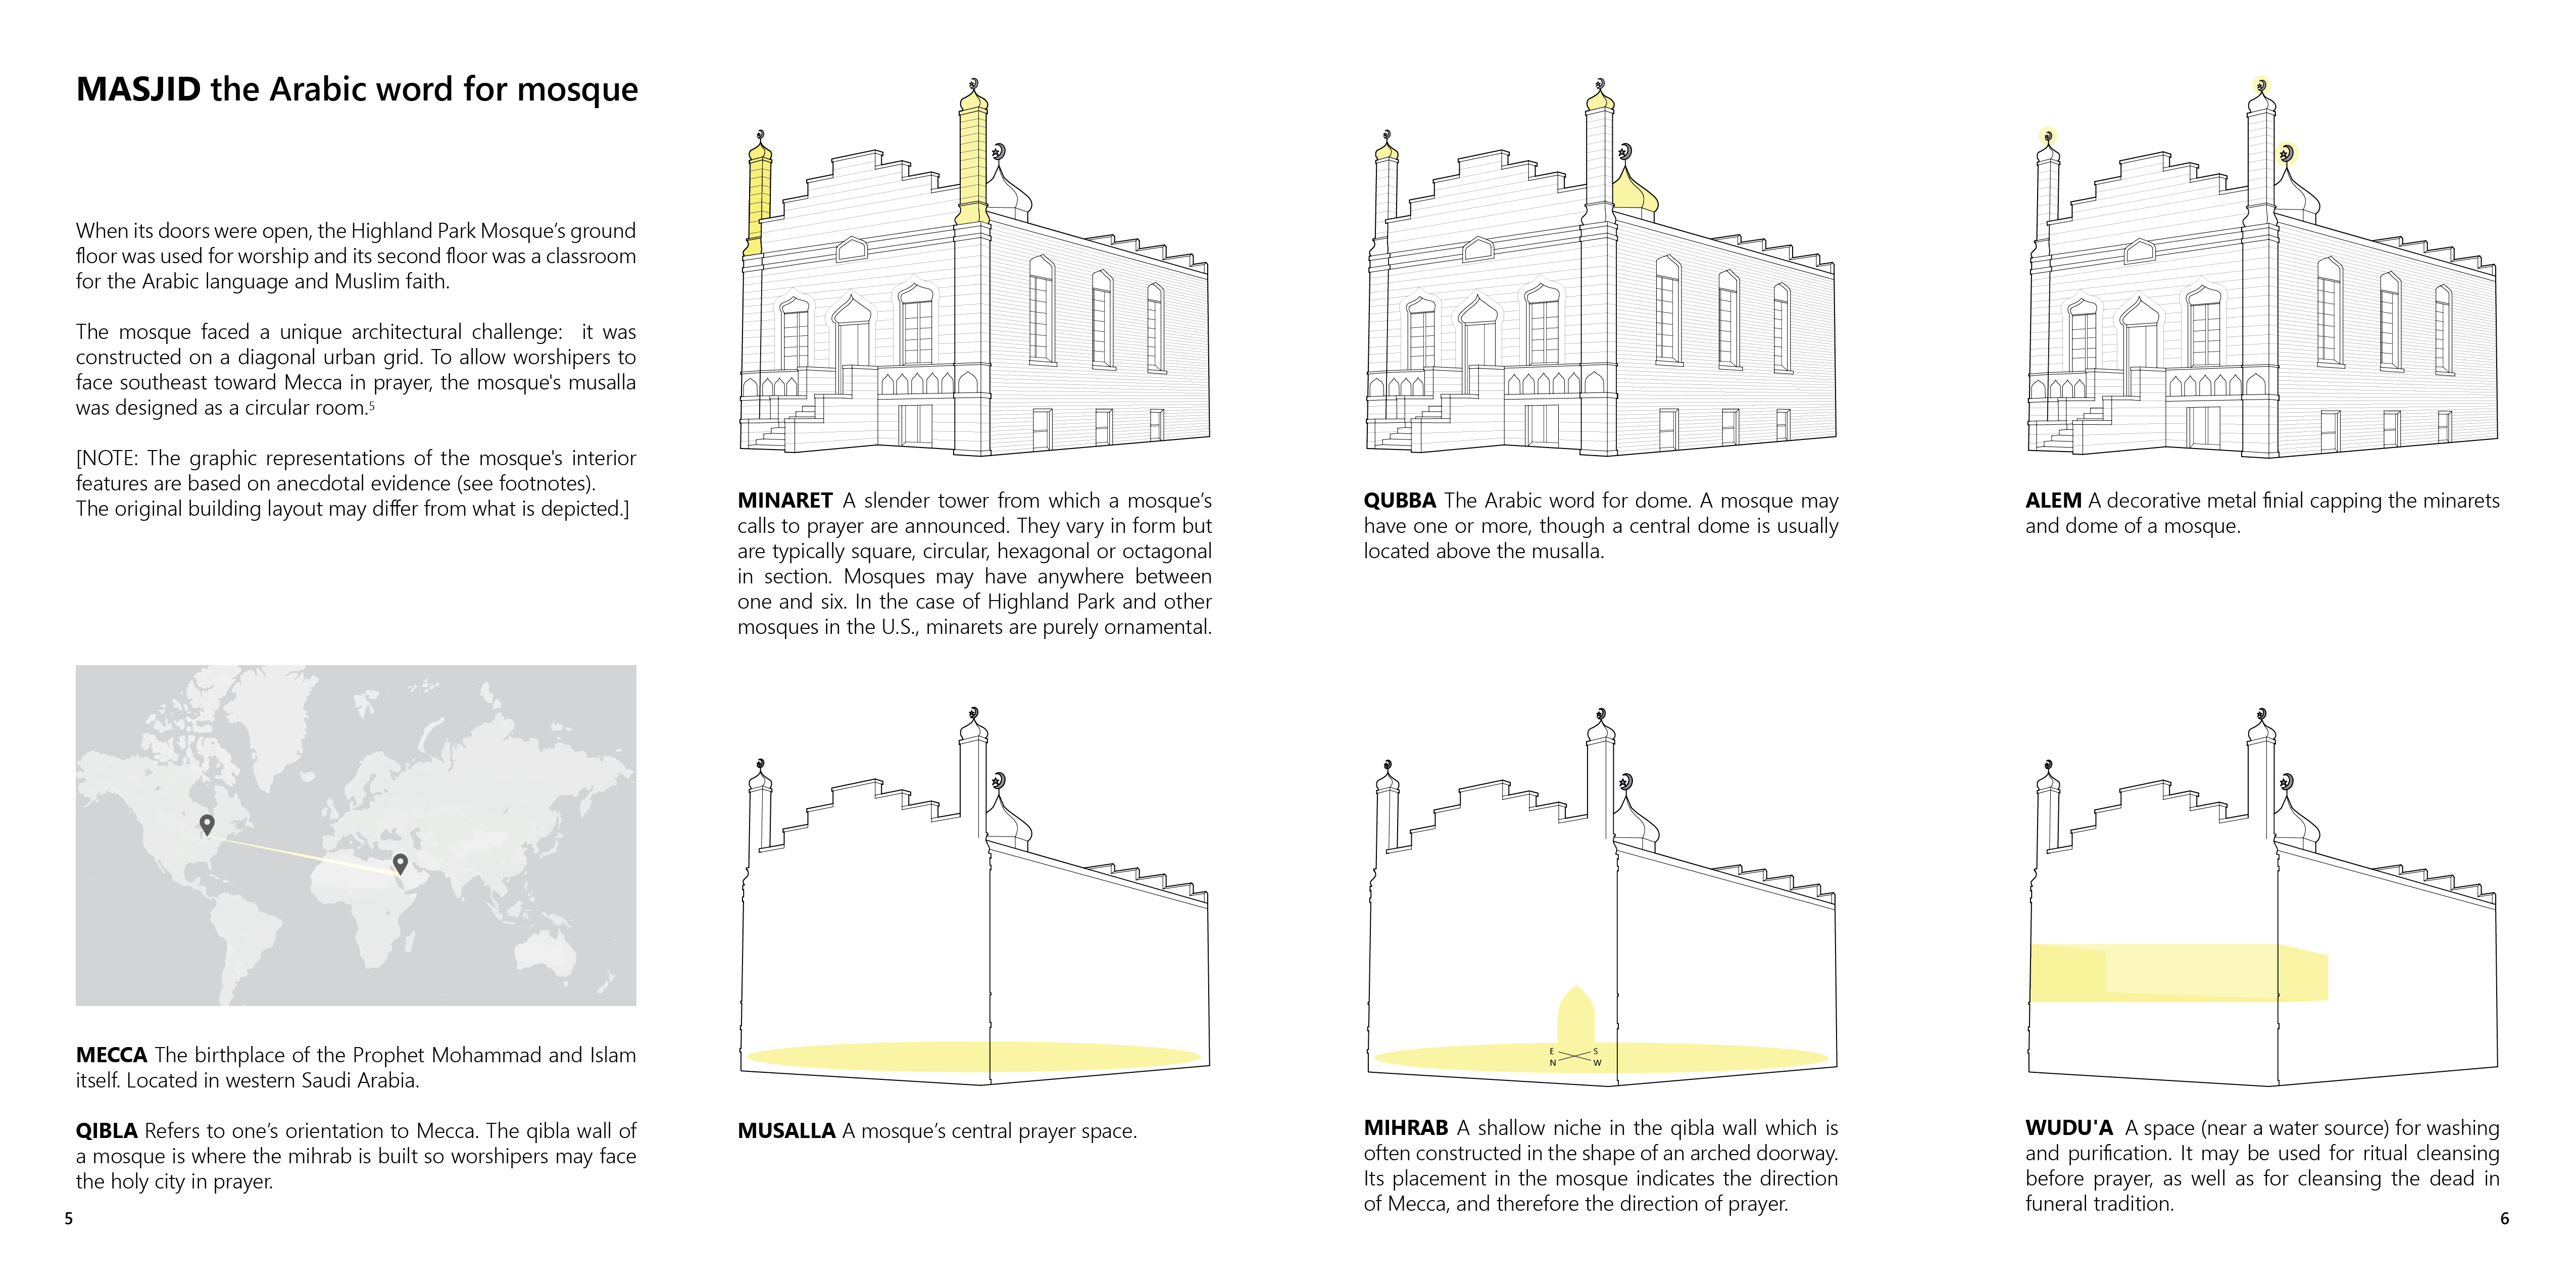 MASJID the Arabic word for mosque
When its doors were open, the Highland Park Mosque’s ground
floor was used for worship and its second floor was a classroom
for the Arabic language and Muslim faith.
The mosque faced a unique architectural challenge:  it was
constructed on a diagonal urban grid. To allow worshipers to
face southeast toward Mecca in prayer, the mosque's musalla
was designed as a circular room.5
[NOTE: The graphic representations of the mosque's interior
features are based on anecdotal evidence (see footnotes).
The original building layout may differ from what is depicted.]
MECCA The birthplace of the Prophet Mohammad and Islam
itself. Located in western Saudi Arabia.
QIBLA Refers to one’s orientation to Mecca. The qibla wall of
a mosque is where the mihrab is built so worshipers may face
the holy city in prayer.
5
MINARET A slender tower from which a mosque’s
calls to prayer are announced. They vary in form but
are typically square, circular, hexagonal or octagonal
in section. Mosques may have anywhere between
one and six. In the case of Highland Park and other
mosques in the U.S., minarets are purely ornamental.
QUBBA The Arabic word for dome. A mosque may
have one or more, though a central dome is usually
located above the musalla.
ALEM A decorative metal finial capping the minarets
and dome of a mosque.
MUSALLA A mosque’s central prayer space.
E S
N W
MIHRAB A shallow niche in the qibla wall which is
often constructed in the shape of an arched doorway.
Its placement in the mosque indicates the direction
of Mecca, and therefore the direction of prayer.
WUDU'A  A space (near a water source) for washing
and purification. It may be used for ritual cleansing
before prayer, as well as for cleansing the dead in
funeral tradition.
6